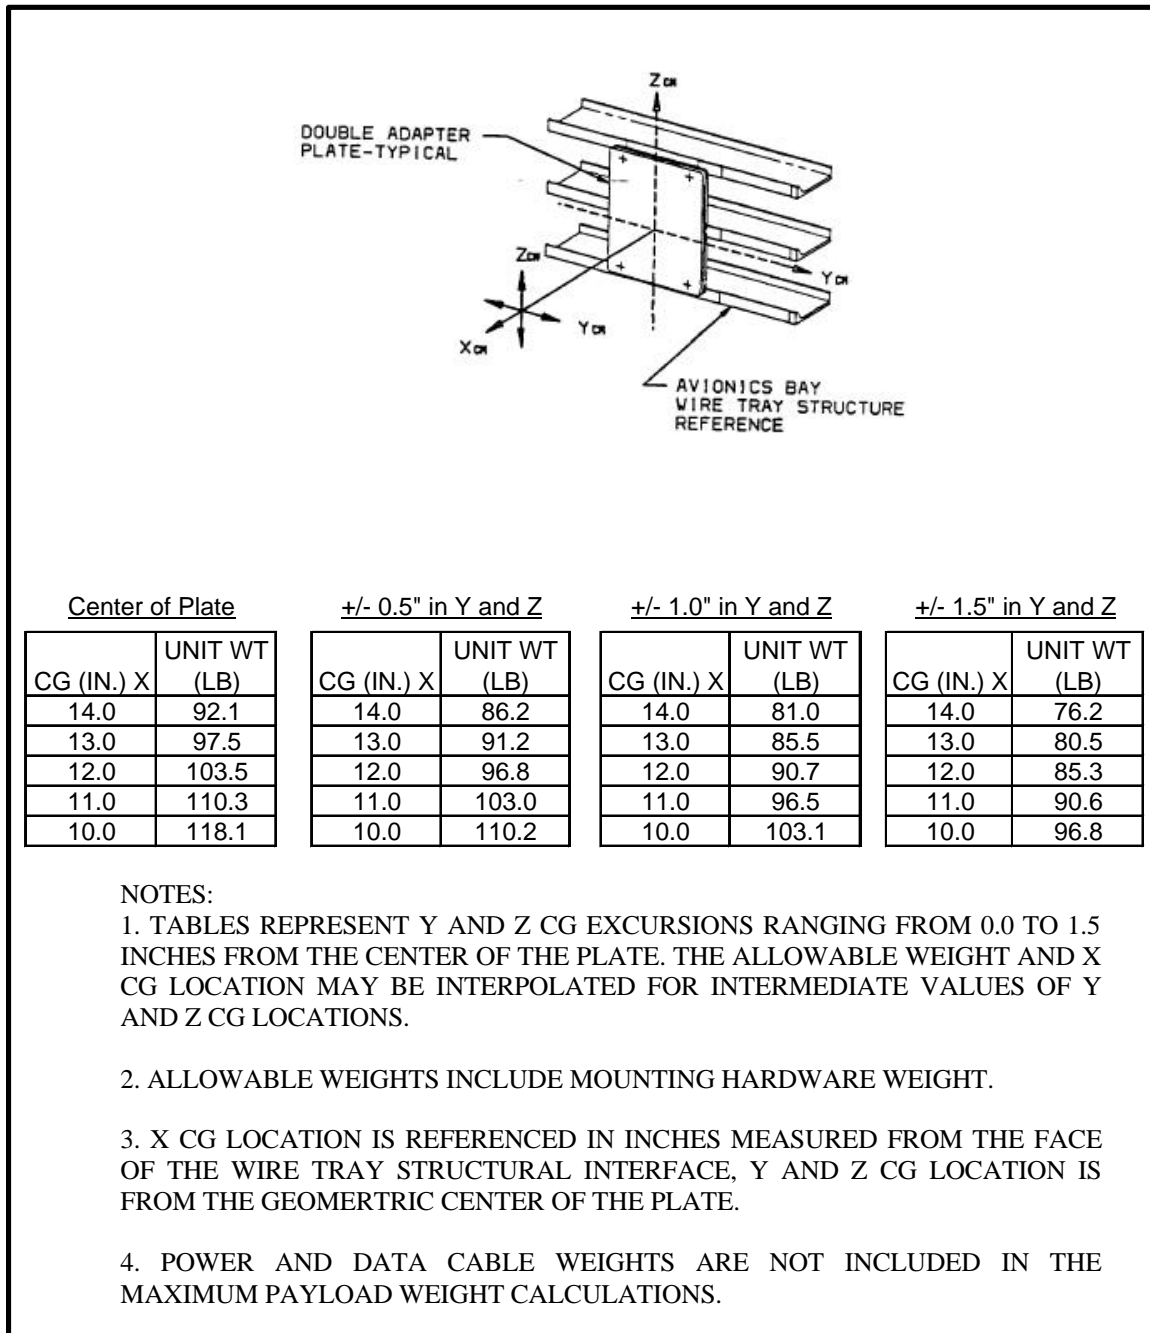 ZCM
DOUBLE ADAPTER
PLATE-TYPICAL
ZCM
YCM
YCM
XCM
AVIONICS BAY
WIRE TRAY STRUCTURE
REFERENCE
Center of Plate +/- 0.5" in Y and Z +/- 1.0" in Y and Z +/- 1.5" in Y and Z
UNIT WT UNIT WT UNIT WT UNIT WT
CG (IN.) X (LB) CG (IN.) X (LB) CG (IN.) X (LB) CG (IN.) X (LB)
14.0 92.1 14.0 86.2 14.0 81.0 14.0 76.2
13.0 97.5 13.0 91.2 13.0 85.5 13.0 80.5
12.0 103.5 12.0 96.8 12.0 90.7 12.0 85.3
11.0 110.3 11.0 103.0 11.0 96.5 11.0 90.6
10.0 118.1 10.0 110.2 10.0 103.1 10.0 96.8
NOTES:
1. TABLES REPRESENT Y AND Z CG EXCURSIONS RANGING FROM 0.0 TO 1.5
INCHES FROM THE CENTER OF THE PLATE. THE ALLOWABLE WEIGHT AND X
CG LOCATION MAY BE INTERPOLATED FOR INTERMEDIATE VALUES OF Y
AND Z CG LOCATIONS.
2. ALLOWABLE WEIGHTS INCLUDE MOUNTING HARDWARE WEIGHT.
3. X CG LOCATION IS REFERENCED IN INCHES MEASURED FROM THE FACE
OF THE WIRE TRAY STRUCTURAL INTERFACE, Y AND Z CG LOCATION IS
FROM THE GEOMERTRIC CENTER OF THE PLATE.
4. POWER AND DATA CABLE WEIGHTS ARE NOT INCLUDED IN THE
MAXIMUM PAYLOAD WEIGHT CALCULATIONS.